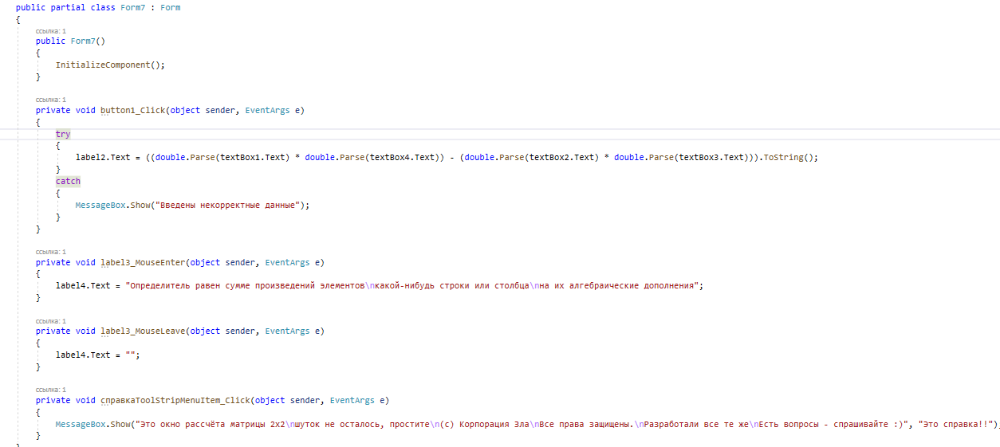 public partial class Form7 : Form
{
ссылка: 1
public Form7()
{
InitializeComponent();
}
ссылка: 1
private void button1_Click(object sender, EventArgs e)
{
try
{
label2.Text = ((double.Parse(textBox1.Text) * double.Parse(textBox4.Text)) - (double.Parse(textBox2.Text) * double.Parse(textBox3.Text))).ToString();
}
catch
{
MessageBox.Show("Введены некорректные данные");
}
}
ссылка: 1
private void label3_MouseEnter(object sender, EventArgs e)
{
label4.Text = "Определитель равен сумме произведений элементов\nкакой-нибудь строки или столбца\nна их алгебраические дополнения";
}
ссылка: 1
private void label3_MouseLeave(object sender, EventArgs e)
{
label4.Text = "";
}
ссылка: 1
private void справкаToolStripMenuItem_Click(object sender, EventArgs e)
{
MessageBox.Show("Это окно рассчёта матрицы 2x2\nшуток не осталось, простите\n(с) Корпорация Зла\nВсе права защищены.\nРазработали все те же\nЕсть вопросы - спрашивайте :)", "Это справка!!")
}